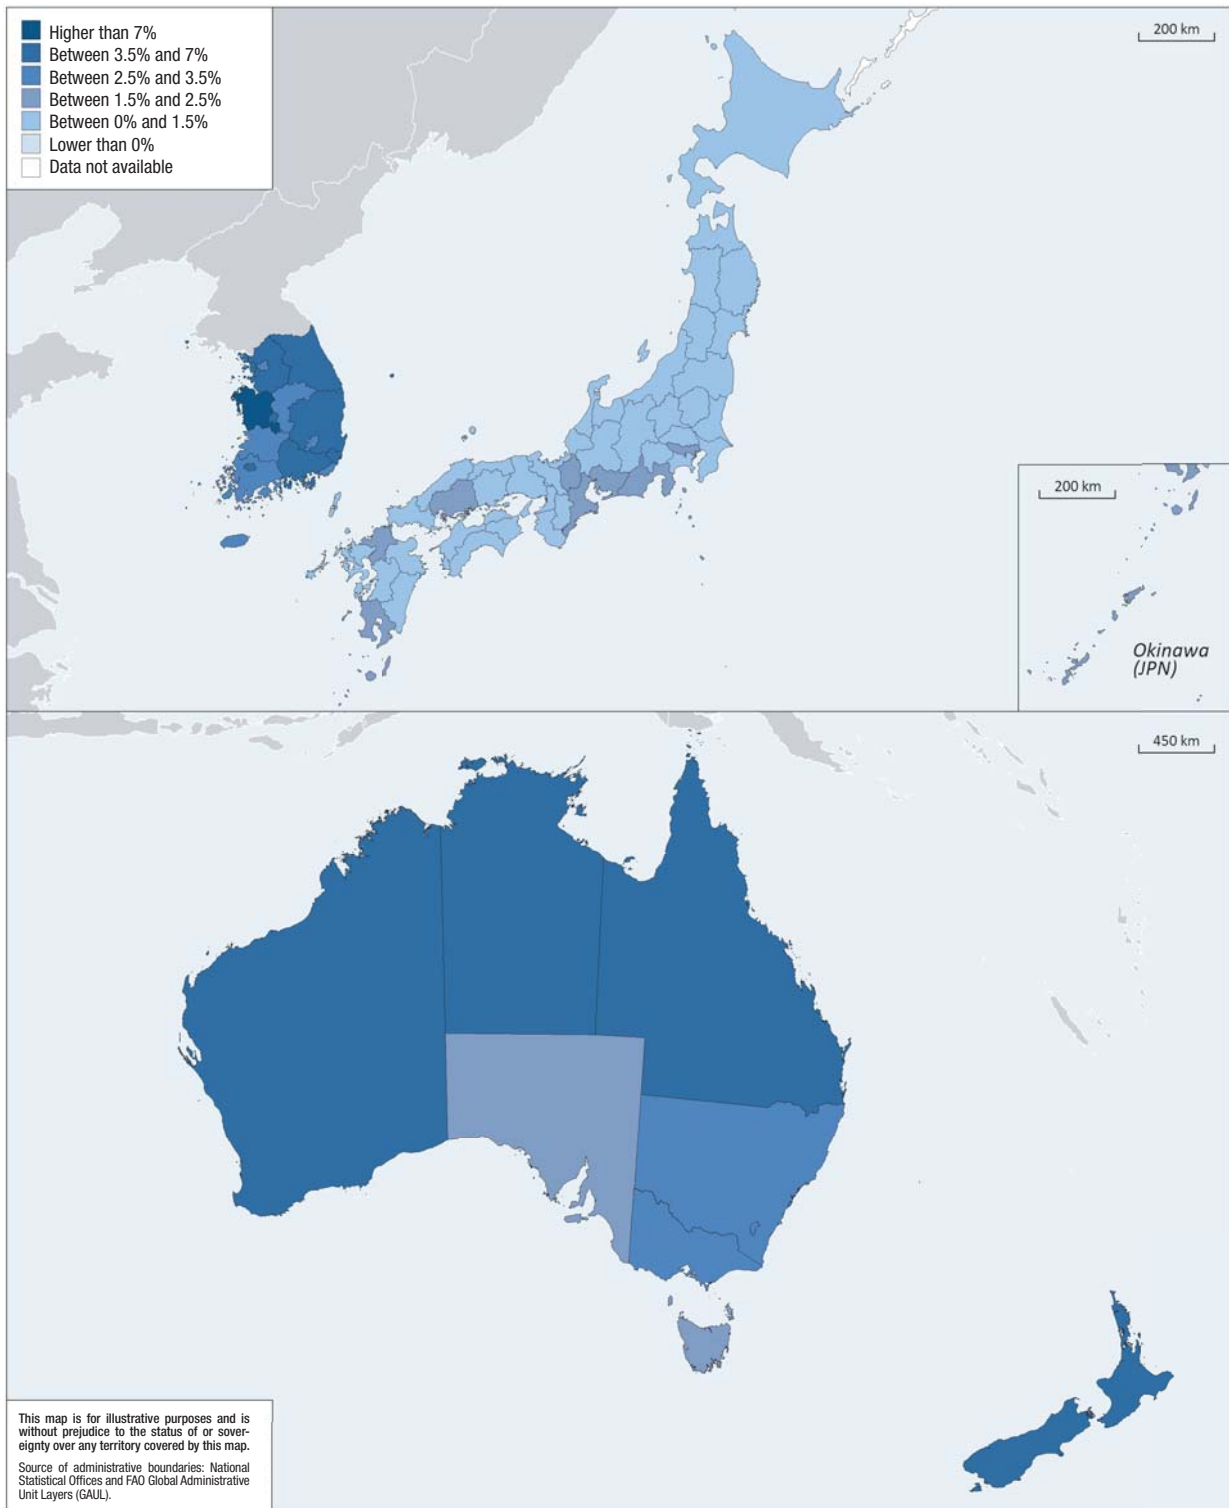 Higher than 7%
Between 3.5% and 7%
Between 2.5% and 3.5%
Between 1.5% and 2.5%
Between 0% and 1.5%
Lower than 0%
Data not available
200 km
200 km
Okinawa
(JPN)
450 km
This map is for illustrative purposes and is
without prejudice to the status of or sover-
eignty over any territory covered by this map.
Source of administrative boundaries: National
Statistical Offices and FAO Global Administrative
Unit Layers (GAUL).